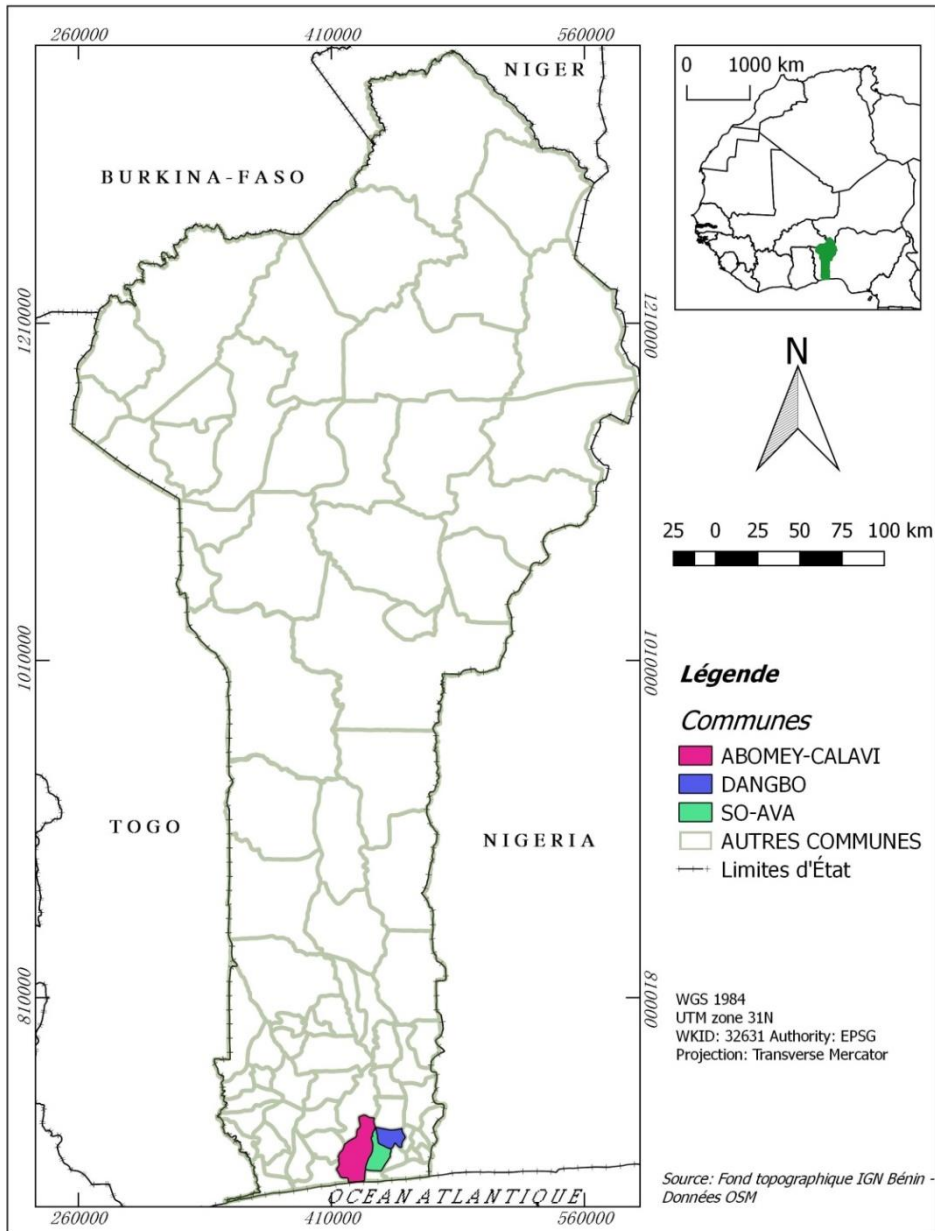 260000
410000
560000
NIGER
BURKINA-FASO
0 1000 km
1210000
1210000
N
25 0 25 50 75 100 km
1010000
1010000
Légende
Communes
ABOMEY-CALAVI
DANGBO
SO-AVA
AUTRES COMMUNES
Limites d'État
TOGO
NIGERIA
810000
810000
WGS 1984
UTM zone 31N
WKID: 32631 Authority: EPSG
Projection: Transverse Mercator
OCEAN ATLANTIQUE
Source: Fond topographique IGN Bénin -
Données OSM
260000
410000
560000